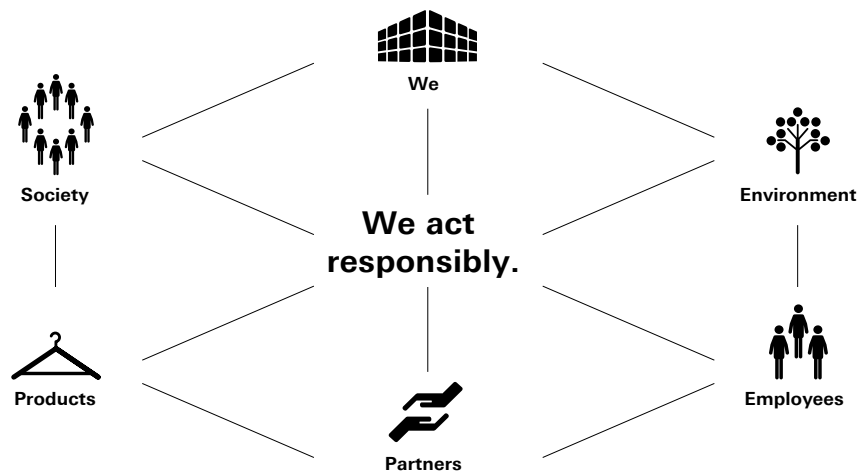 We
Society
Environment
We act
responsibly.
Products
Employees
Partners